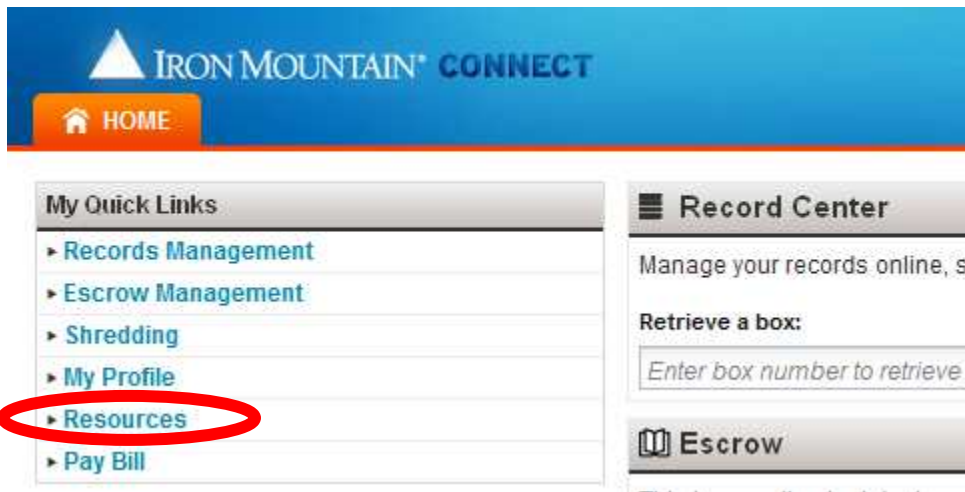 IRON MOUNTAIN® CONNECT
HOME
My Quick Links
Records Management
Escrow Management
Shredding
My Profile
Resources
Pay Bill
Record Center
Manage your records online, s
Retrieve a box:
Enter box number to retrieve
Escrow